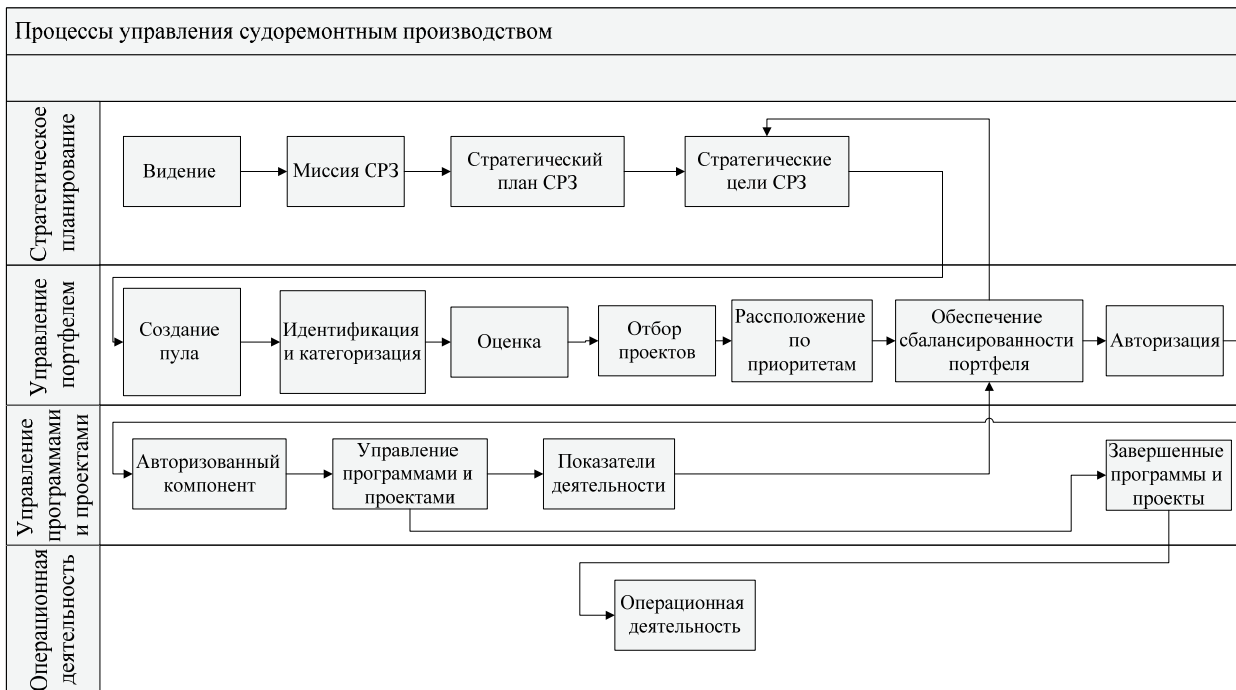 Процессы управления судоремонтным производством
Стратегическое
планирование
Видение
Миссия СРЗ
Стратегический
план СРЗ
Стратегические
цели СРЗ
Управление
портфелем
Создание
пула
Идентификация
и категоризация
Оценка
Отбор
проектов
Рассположение
по
приоритетам
Обеспечение
сбалансированности
портфеля
Авторизация
Управление
программами
и проектами
Авторизованный
компонент
Управление
программами и
проектами
Показатели
деятельности
Завершенные
программы и
проекты
Операционная
деятельность
Операционная
деятельность